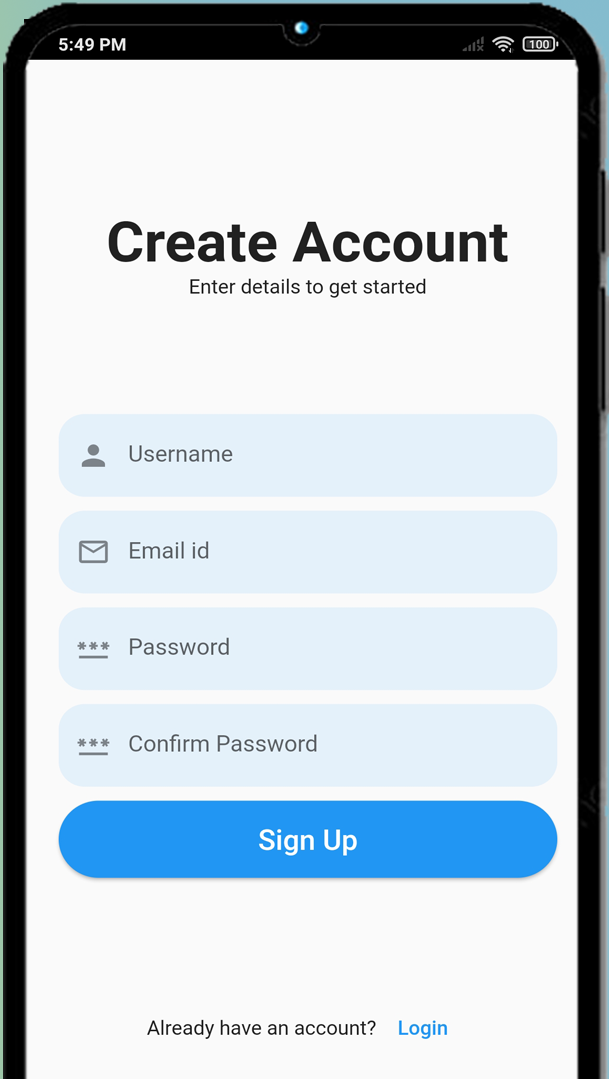 5:49 PM
100
Create Account
Enter details to get started
Username
Email id
*** Password
*** Confirm Password
Sign Up
Already have an account? Login